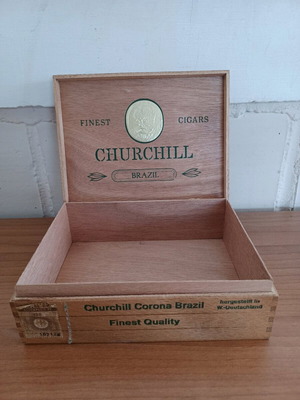 FINEST CIGARS
CHURCHILL
BRAZIL
Churchill Corona Brazil
Finest Quality
hergestellt in
W.-Deutschland